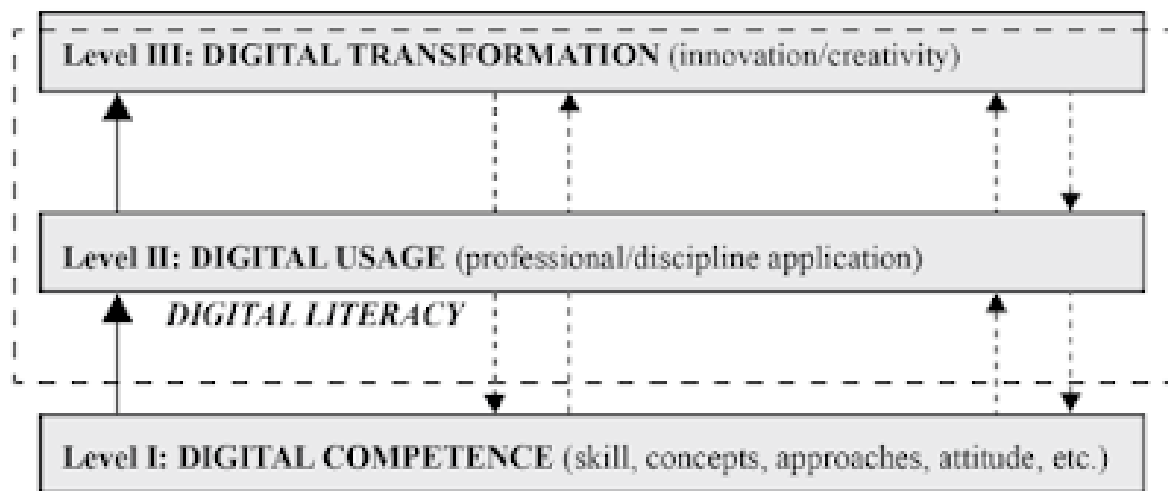 Level III: DIGITAL TRANSFORMATION (innovation/creativity)
Level II: DIGITAL USAGE (professional/discipline application)
DIGITAL LITERACY
Level I: DIGITAL COMPETENCE (skill, concepts, approaches, attitude, etc.)